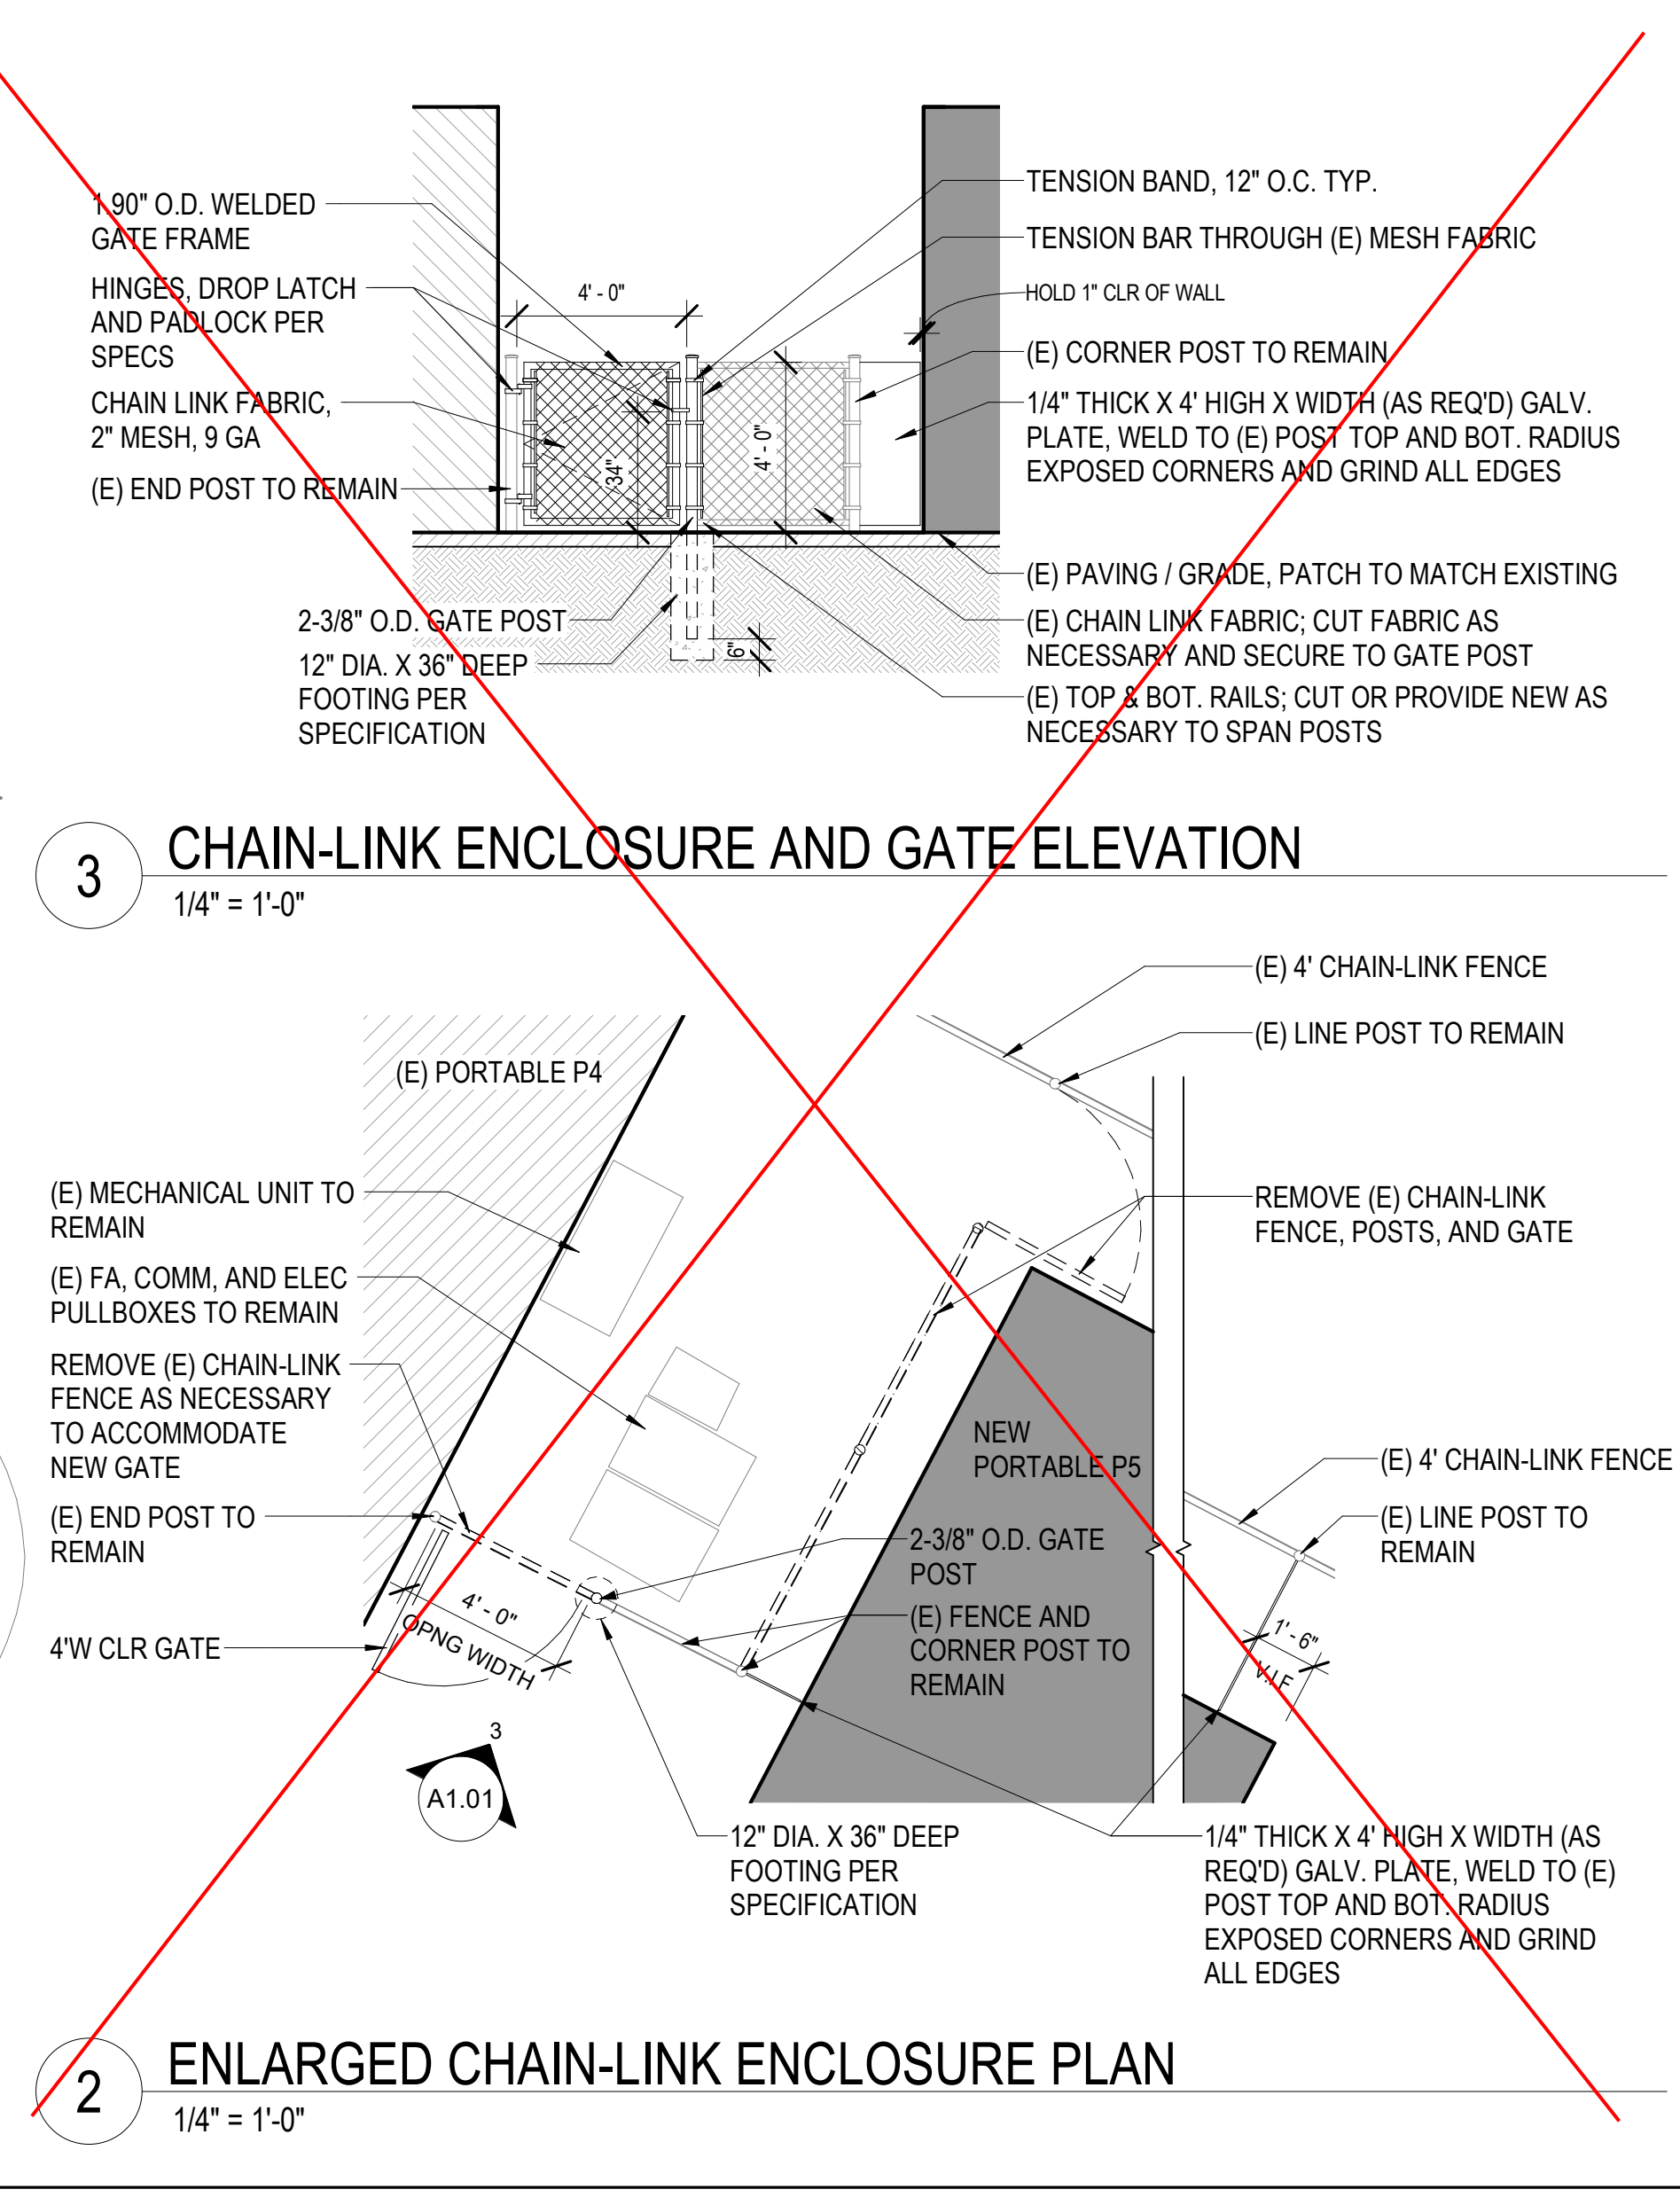 1.90" O.D. WELDED
GATE FRAME
HINGES, DROP LATCH
AND PADLOCK PER
SPECS
CHAIN LINK FABRIC,
2" MESH, 9 GA
(E) END POST TO REMAIN
2-3/8" O.D. GATE POST
12" DIA. X 36" DEEP
FOOTING PER
SPECIFICATION
4' - 0"
34"
4' - 0"
6"
TENSION BAND, 12" O.C. TYP.
TENSION BAR THROUGH (E) MESH FABRIC
HOLD 1" CLR OF WALL
(E) CORNER POST TO REMAIN
1/4" THICK X 4' HIGH X WIDTH (AS REQ'D) GALV.
PLATE, WELD TO (E) POST TOP AND BOT. RADIUS
EXPOSED CORNERS AND GRIND ALL EDGES
(E) PAVING / GRADE, PATCH TO MATCH EXISTING
(E) CHAIN LINK FABRIC; CUT FABRIC AS
NECESSARY AND SECURE TO GATE POST
(E) TOP & BOT. RAILS; CUT OR PROVIDE NEW AS
NECESSARY TO SPAN POSTS
3
CHAIN-LINK ENCLOSURE AND GATE ELEVATION
1/4" = 1'-0"
(E) 4' CHAIN-LINK FENCE
(E) LINE POST TO REMAIN
(E) PORTABLE P4
(E) MECHANICAL UNIT TO
REMAIN
(E) FA, COMM, AND ELEC
PULLBOXES TO REMAIN
REMOVE (E) CHAIN-LINK
FENCE AS NECESSARY
TO ACCOMMODATE
NEW GATE
(E) END POST TO
REMAIN
4'W CLR GATE
4' - 0"
OPNG WIDTH
REMOVE (E) CHAIN-LINK
FENCE, POSTS, AND GATE
NEW
PORTABLE P5
2-3/8" O.D. GATE
POST
(E) FENCE AND
CORNER POST TO
REMAIN
(E) 4' CHAIN-LINK FENCE
(E) LINE POST TO
REMAIN
1' - 6"
V.I.F
3
A1.01
12" DIA. X 36" DEEP
FOOTING PER
SPECIFICATION
1/4" THICK X 4' HIGH X WIDTH (AS
REQ'D) GALV. PLATE, WELD TO (E)
POST TOP AND BOT. RADIUS
EXPOSED CORNERS AND GRIND
ALL EDGES
2
ENLARGED CHAIN-LINK ENCLOSURE PLAN
1/4" = 1'-0"